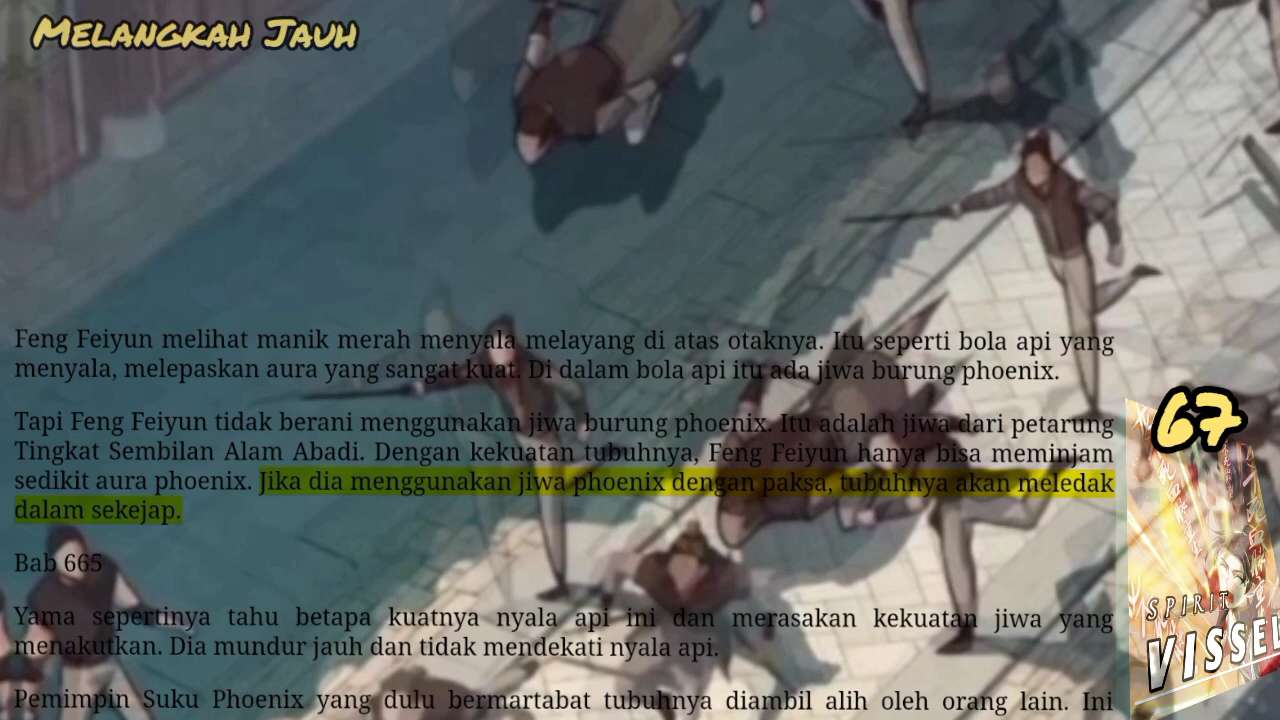 Melangkah Jauh
Feng Feiyun melihat manik merah menyala melayang di atas otaknya. Itu seperti bola api yang
menyala, melepaskan aura yang sangat kuat. Di dalam bola api itu ada jiwa burung phoenix.
Tapi Feng Feiyun tidak berani menggunakan jiwa burung phoenix. Itu adalah jiwa dari petarung
Tingkat Sembilan Alam Abadi. Dengan kekuatan tubuhnya, Feng Feiyun hanya bisa meminjam
sedikit aura phoenix. Jika dia menggunakan jiwa phoenix dengan paksa, tubuhnya akan meledak
dalam sekejap.
Bab 665
Yama sepertinya tahu betapa kuatnya nyala api ini dan merasakan kekuatan jiwa yang
menakutkan. Dia mundur jauh dan tidak mendekati nyala api.
Pemimpin Suku Phoenix yang dulu bermartabat tubuhnya diambil alih oleh orang lain. Ini
67
SPIRIT
VISSEL